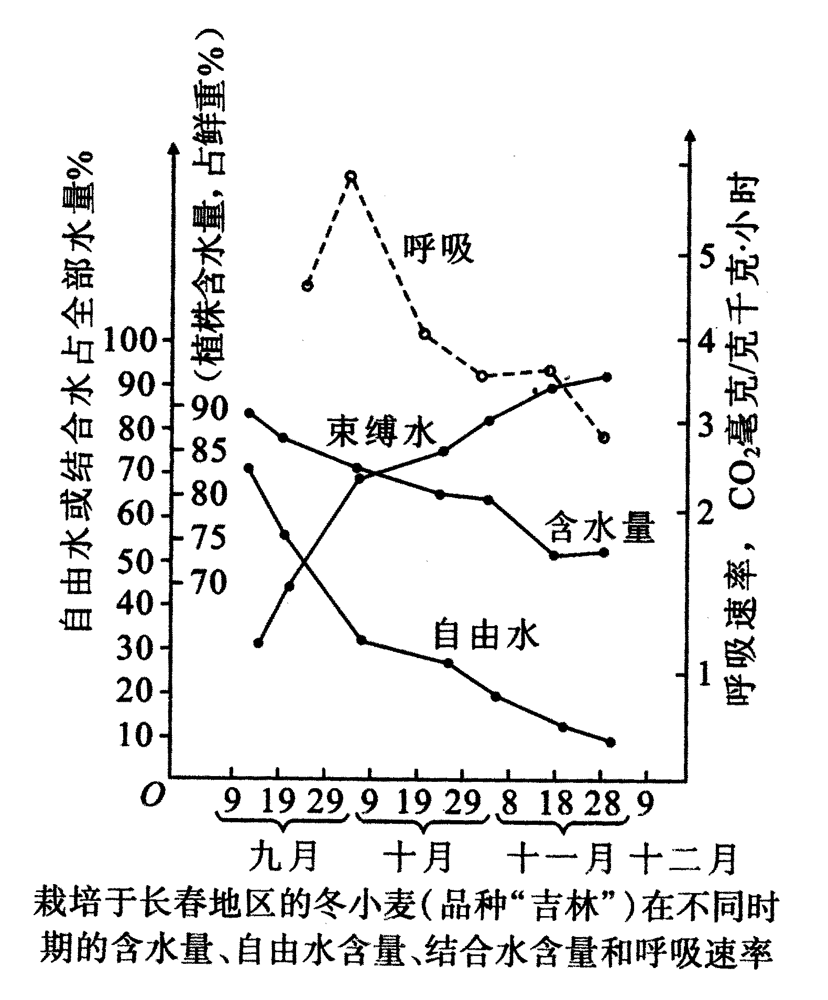 自由水或结合水占全部水量%
(植株含水量,占鲜重%)
100
90
80
70
60
50
40
30
20
10
O
90
85
80
75
70
呼吸
束缚水
含水量
自由水
5
4
3
2
1
呼吸速率, CO₂毫克/克千克·小时
9 19 29 9 19 29 8 18 28 9
九月 十月 十一月 十二月
栽培于长春地区的冬小麦(品种“吉林”)在不同时
期的含水量、自由水含量、结合水含量和呼吸速率